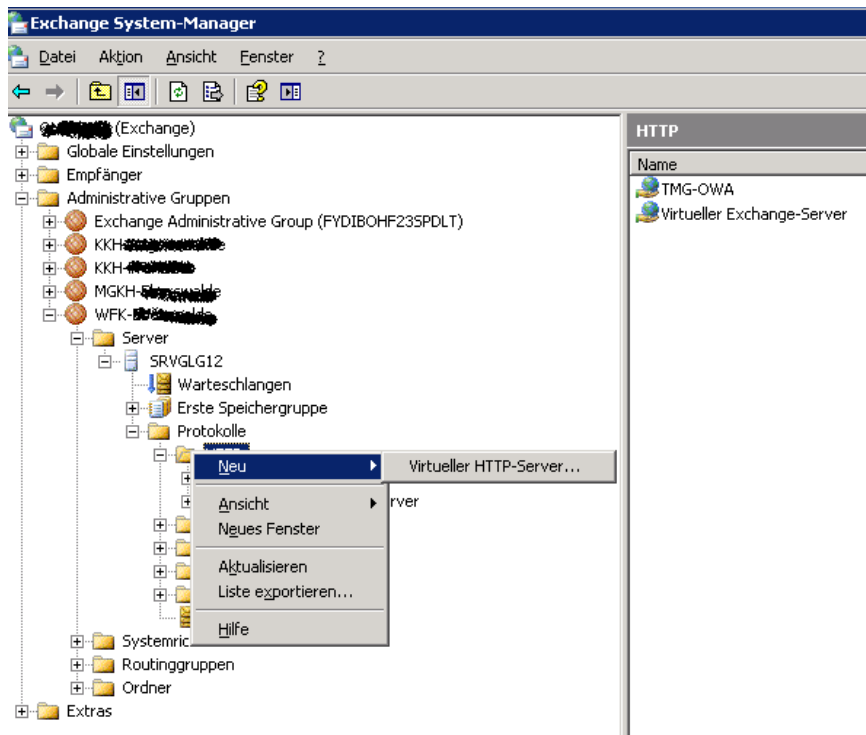 Exchange System-Manager
Datei Aktion Ansicht Fenster ?
(Exchange)
Globale Einstellungen
Empfänger
Administrative Gruppen
Exchange Administrative Group (FYDIBOHF23SPDLT)
KKH-
KKH-
MGKH-
WFK-
Server
SRVGLG12
Warteschlangen
Erste Speichergruppe
Protokolle
Neu
Virtueller HTTP-Server...
Ansicht
rver
Neues Fenster
Aktualisieren
Liste exportieren...
Hilfe
Systemric
Routinggruppen
Ordner
Extras
HTTP
Name
TMG-OWA
Virtueller Exchange-Server